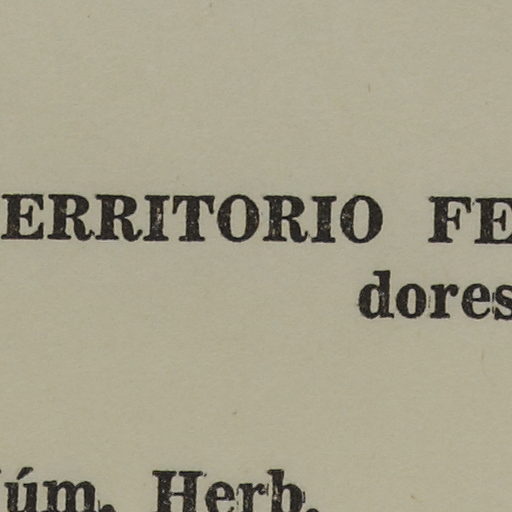 ERRITORIO FE
dores
úm. Herb.